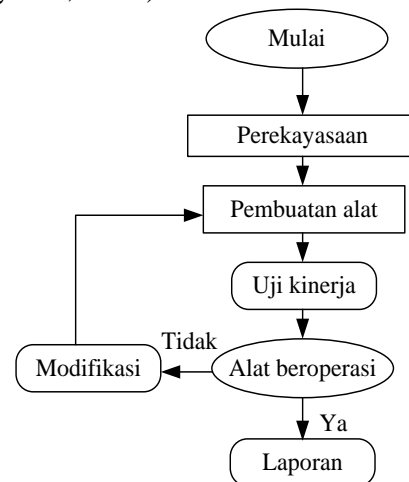 Mulai
Perekayasaan
Pembuatan alat
Uji kinerja
Tidak
Modifikasi
Alat beroperasi
Ya
Laporan